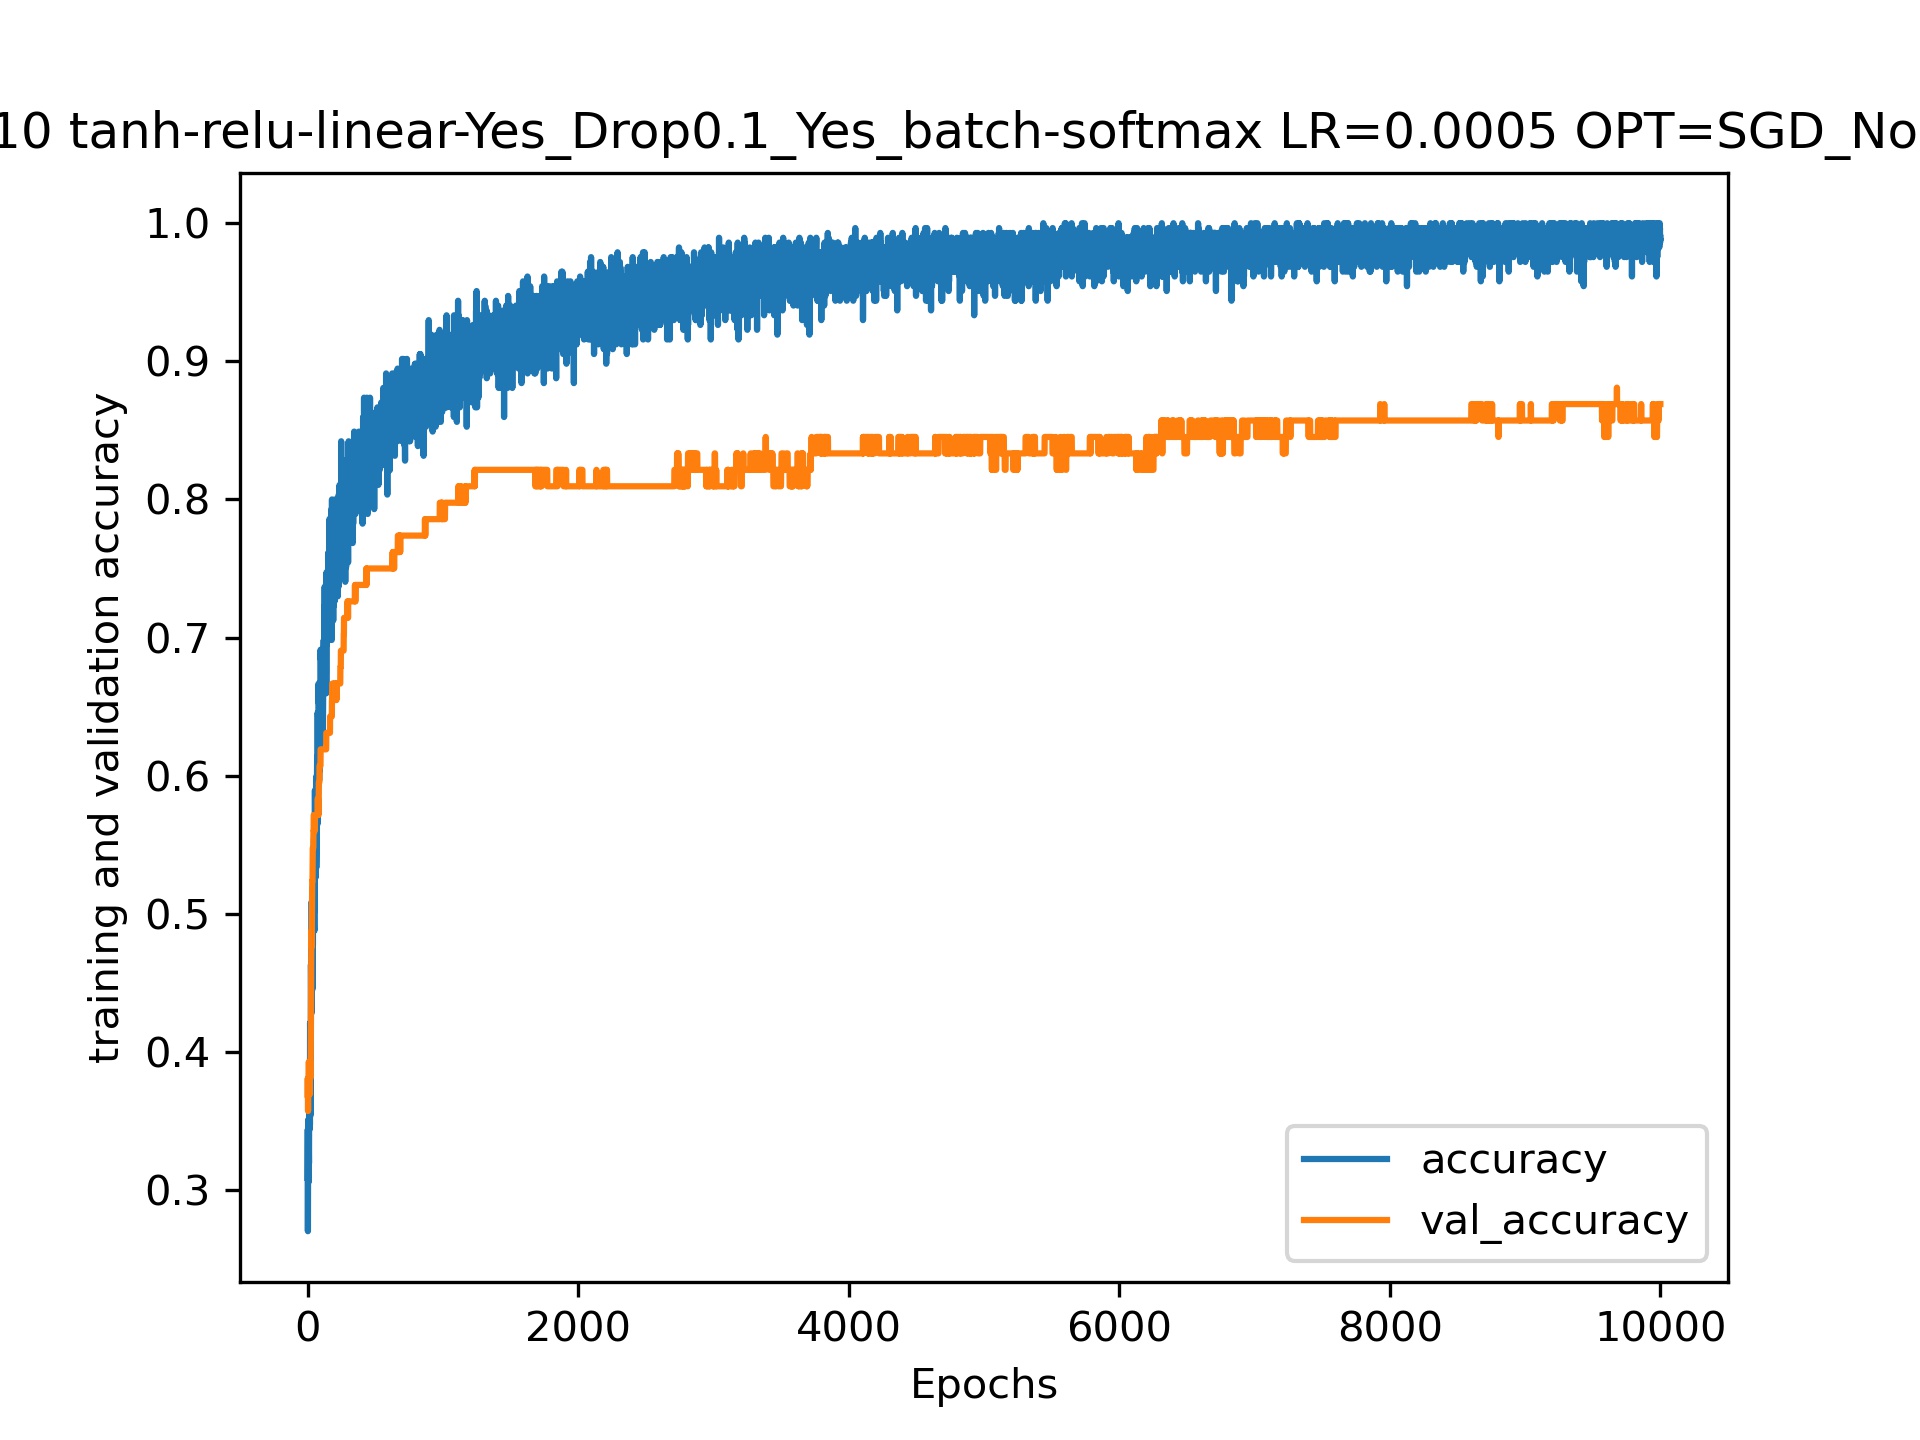 10 tanh-relu-linear-Yes_Drop0.1_Yes_batch-softmax LR=0.0005 OPT=SGD_No
training and validation accuracy
1.0
0.9
0.8
0.7
0.6
0.5
0.4
0.3
accuracy
val_accuracy
0 2000 4000 6000 8000 10000
Epochs